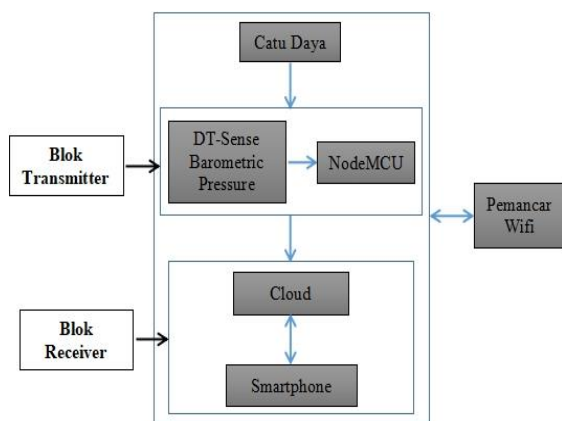 Catu Daya
Blok
Transmitter
DT-Sense
Barometric
Pressure
NodeMCU
Pemancar
Wifi
Blok
Receiver
Cloud
Smartphone